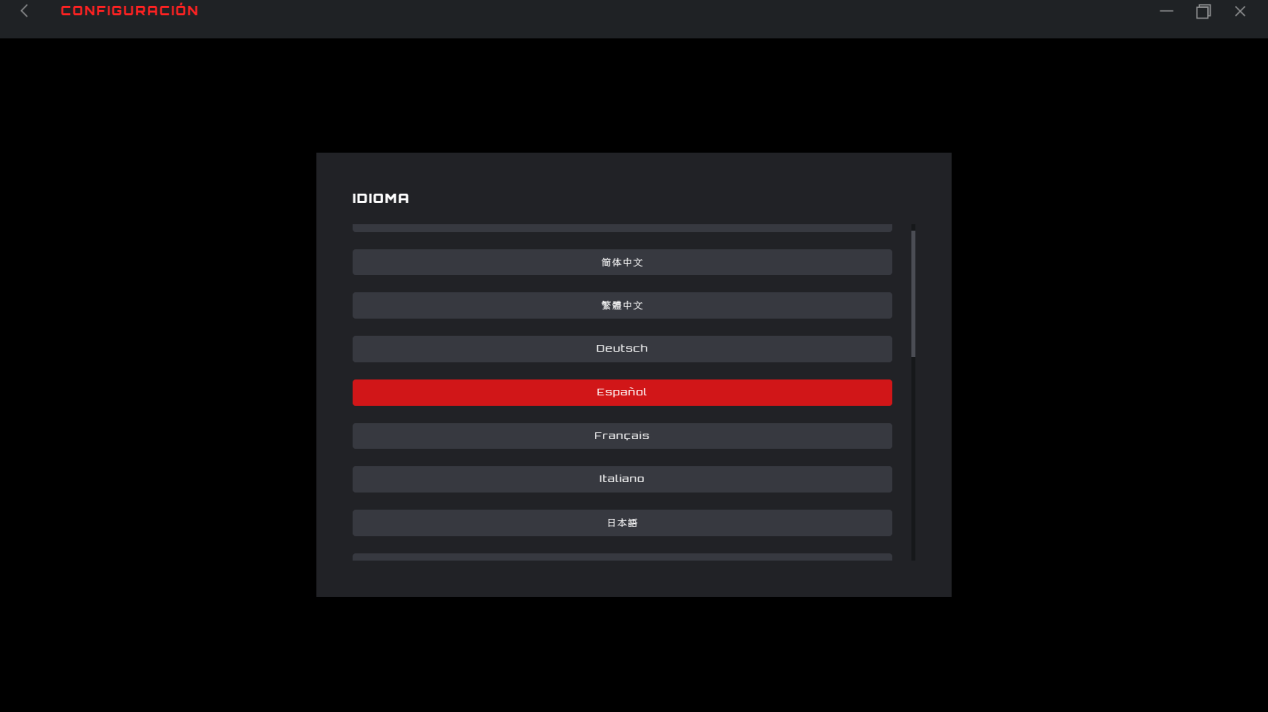 CONFIGURACIÓN
IDIOMA
简体中文
繁體中文
Deutsch
Español
Français
Italiano
日本語